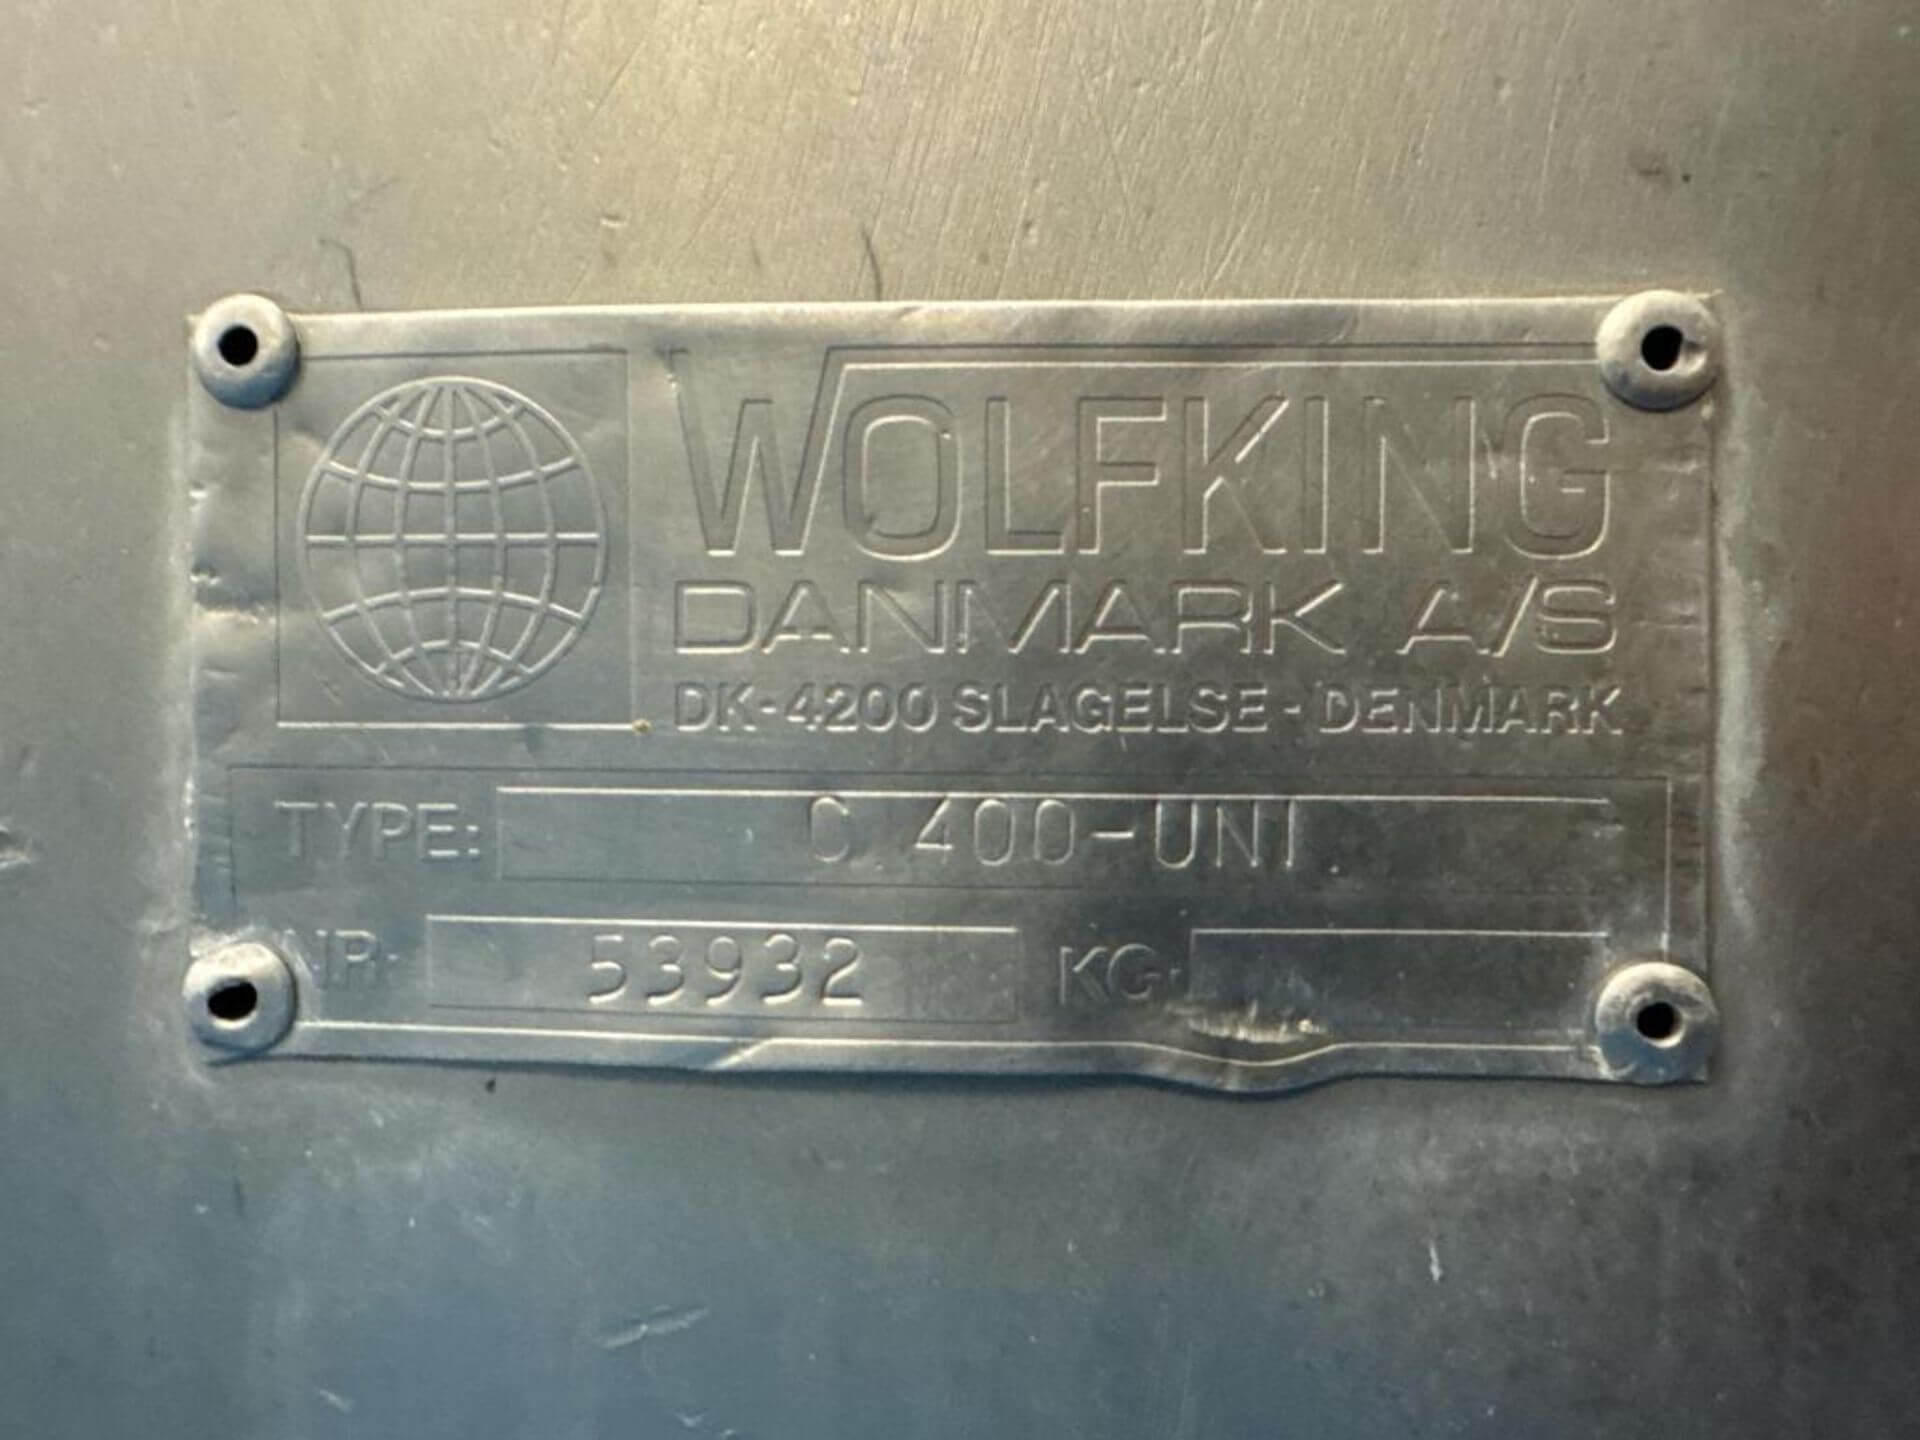 WOLFKING
DANMARK A/S
DK-4200 SLAGELSE - DENMARK
TYPE: C 400-UNI
NR. 53932 KG.